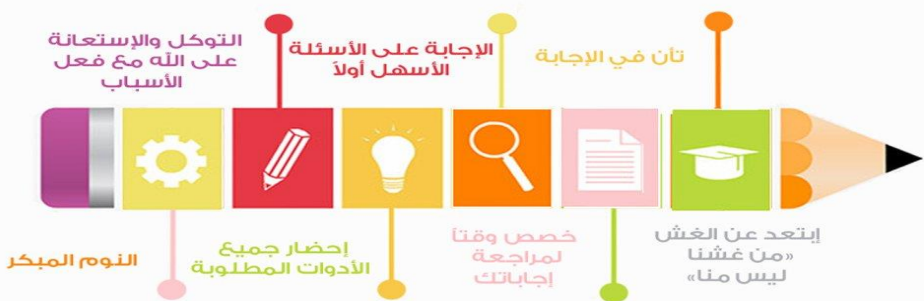 التوكل والإستعانة
على الله مع فعل
الأسباب
الإجابة على الأسئلة
الأسهل أولاً
تأن في الإجابة
النوم المبكر
إحضار جميع
الأدوات المطلوبة
خصص وقتاً
لمراجعة
إجاباتك
إبتعد عن الغش
«من غشنا
ليس منا»